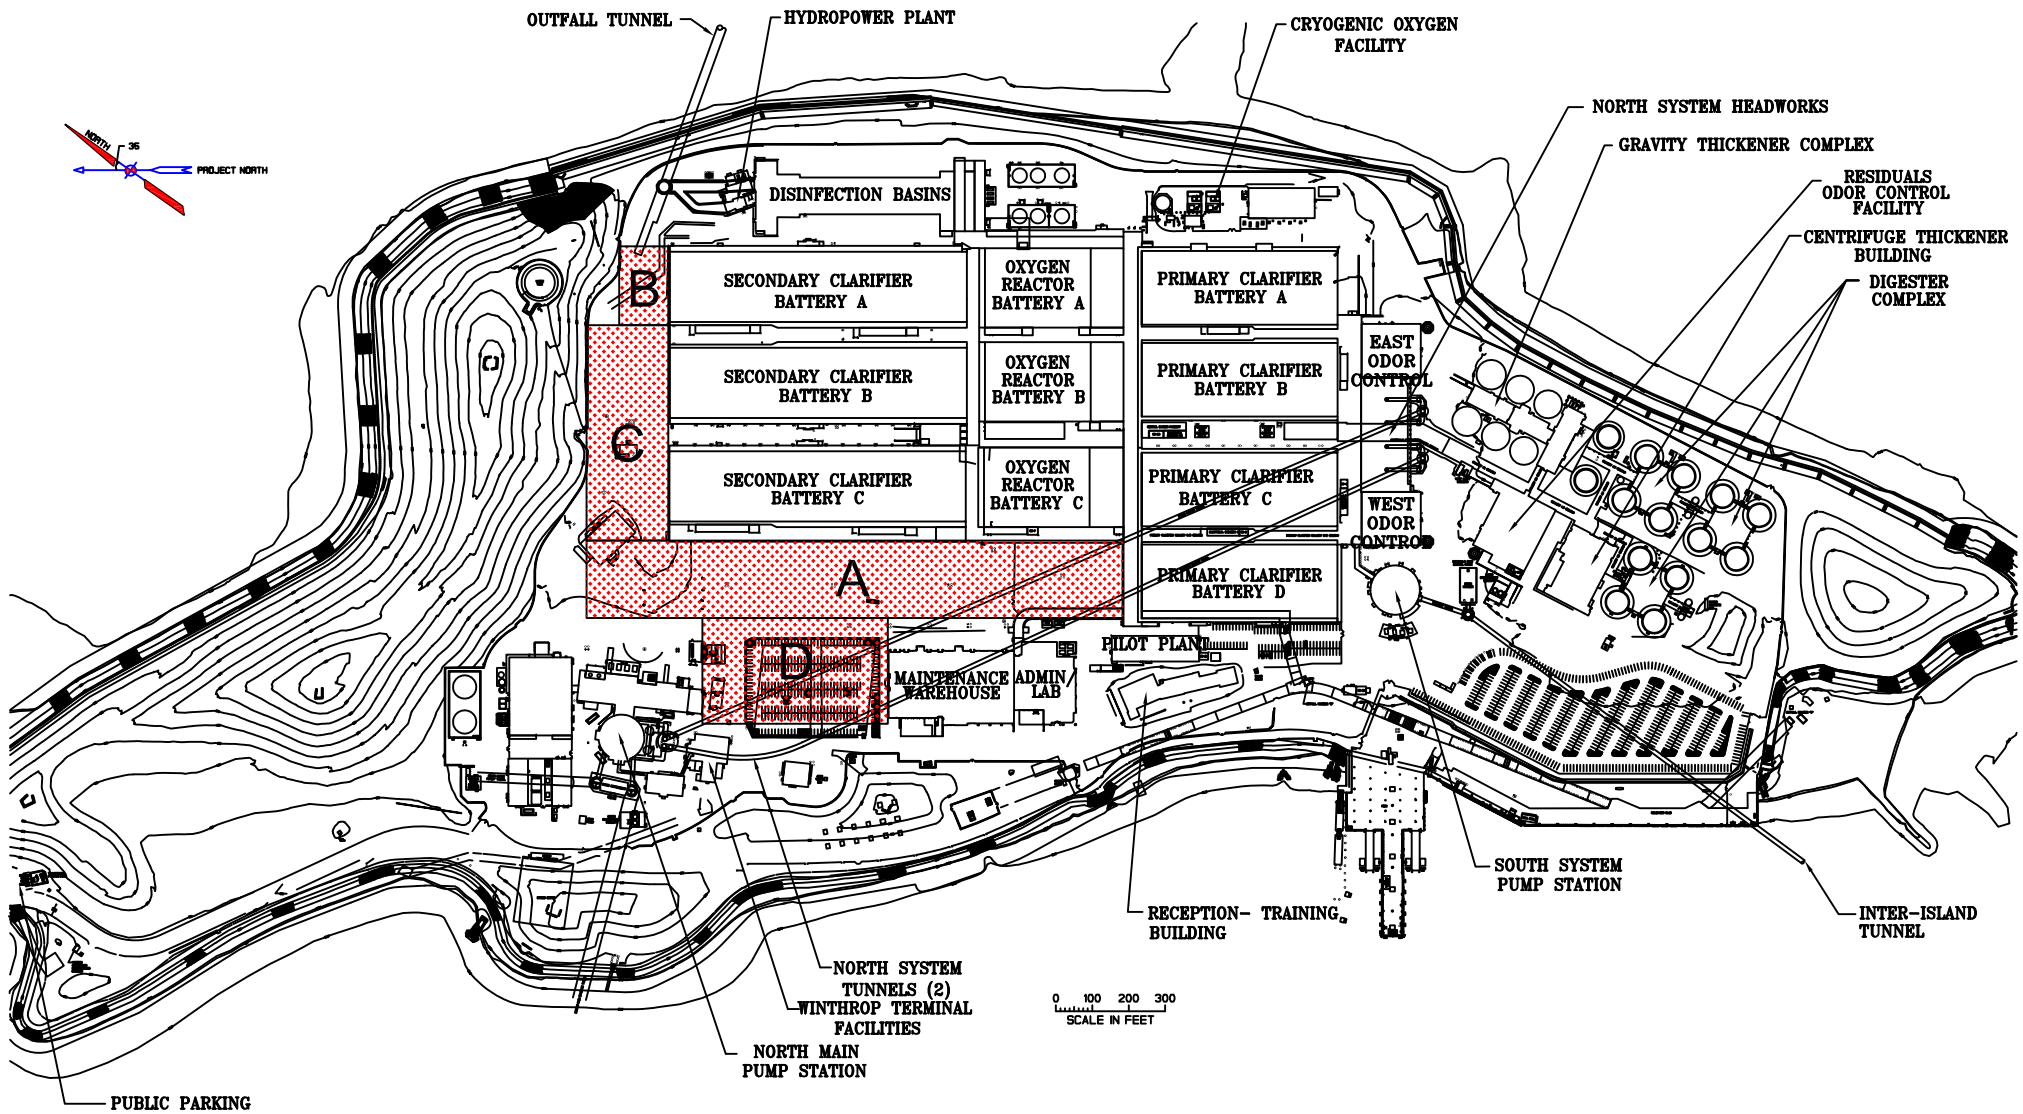 OUTFALL TUNNEL
HYDROPOWER PLANT
CRYOGENIC OXYGEN
FACILITY
NORTH SYSTEM HEADWORKS
GRAVITY THICKENER COMPLEX
RESIDUALS
ODOR CONTROL
FACILITY
CENTRIFUGE THICKENER
BUILDING
DIGESTER
COMPLEX
NORTH
36
PROJECT NORTH
DISINFECTION BASINS
B
SECONDARY CLARIFIER
BATTERY A
OXYGEN
REACTOR
BATTERY A
PRIMARY CLARIFIER
BATTERY A
EAST
ODOR
CONTROL
SECONDARY CLARIFIER
BATTERY B
OXYGEN
REACTOR
BATTERY B
PRIMARY CLARIFIER
BATTERY B
C
SECONDARY CLARIFIER
BATTERY C
OXYGEN
REACTOR
BATTERY C
PRIMARY CLARIFIER
BATTERY C
WEST
ODOR
CONTROL
A
PRIMARY CLARIFIER
BATTERY D
D
PILOT PLANT
MAINTENANCE
WAREHOUSE
ADMIN/
LAB
SOUTH SYSTEM
PUMP STATION
RECEPTION- TRAINING
BUILDING
INTER-ISLAND
TUNNEL
NORTH SYSTEM
TUNNELS (2)
WINTHROP TERMINAL
FACILITIES
NORTH MAIN
PUMP STATION
0 100 200 300
SCALE IN FEET
PUBLIC PARKING